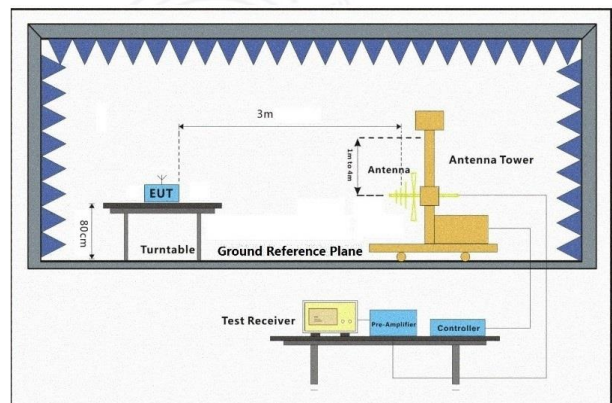 3m
1m to 4m
Antenna
Antenna Tower
EUT
80cm
Turntable
Ground Reference Plane
Test Receiver
Pre-Amplifier
Controller